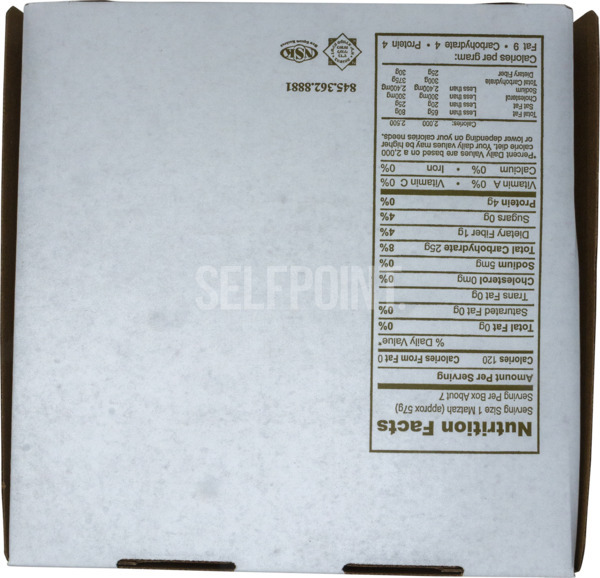 Nutrition Facts
Serving Size 1 Matzah (approx 57g)
Serving Per Box About 7
Amount Per Serving
Calories 120 Calories From Fat 0
% Daily Value*
Total Fat 0g 0%
Saturated Fat 0g 0%
Trans Fat 0g
Cholesterol 0mg 0%
Sodium 5mg 0%
Total Carbohydrate 25g 8%
Dietary Fiber 1g 4%
Sugars 0g 4%
Protein 4g 0%
Vitamin A 0% • Vitamin C 0%
Calcium 0% • Iron 0%
*Percent Daily Values are based on a 2,000
calorie diet. Your daily values may be higher
or lower depending on your calories needs.
Calories: 2,000 2,500
Total Fat Less than 65g 80g
Sat Fat Less than 20g 25g
Cholesterol Less than 300mg 300mg
Sodium Less than 2,400mg 2,400mg
Total Carbohydrate 300g 375g
Dietary Fiber 25g 30g
Calories per gram:
Fat 9 • Carbohydrate 4 • Protein 4
845.362.8881
NSK
SELFPOINT.